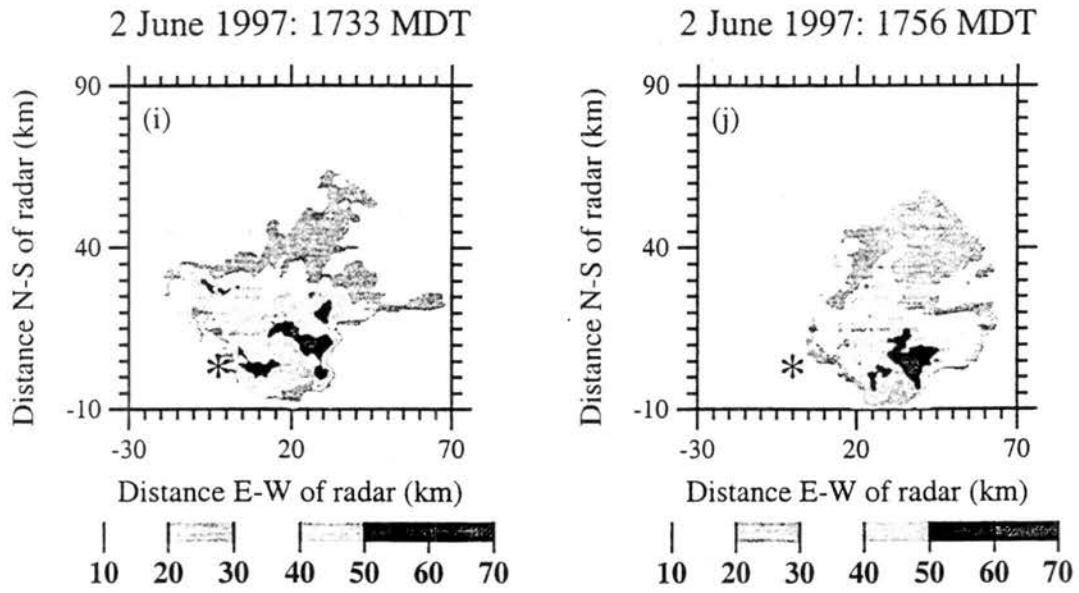 2 June 1997: 1733 MDT
(i)
Distance N-S of radar (km)
90
40
-10
-30 20 70
Distance E-W of radar (km)
10 20 30 40 50 60 70
2 June 1997: 1756 MDT
(j)
Distance N-S of radar (km)
90
40
-10
-30 20 70
Distance E-W of radar (km)
10 20 30 40 50 60 70